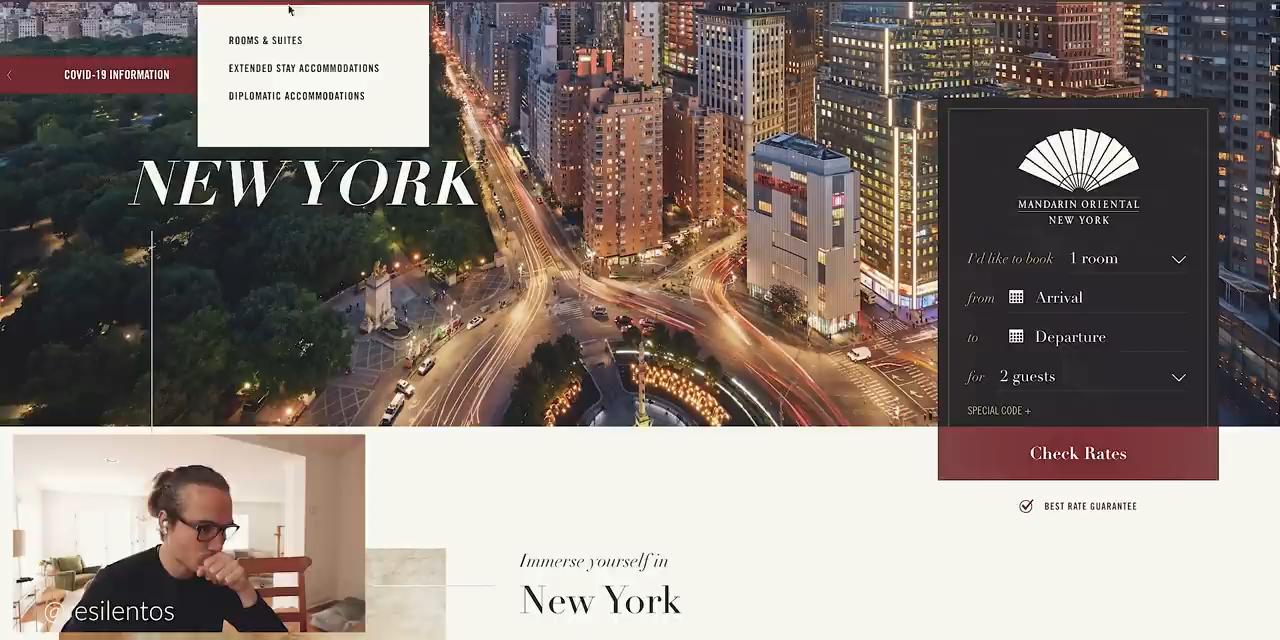 ROOMS & SUITES
EXTENDED STAY ACCOMMODATIONS
DIPLOMATIC ACCOMMODATIONS
COVID-19 INFORMATION
NEW YORK
MANDARIN ORIENTAL
NEW YORK
I'd like to book 1 room
from Arrival
to Departure
for 2 guests
SPECIAL CODE +
Check Rates
BEST RATE GUARANTEE
Immerse yourself in
New York